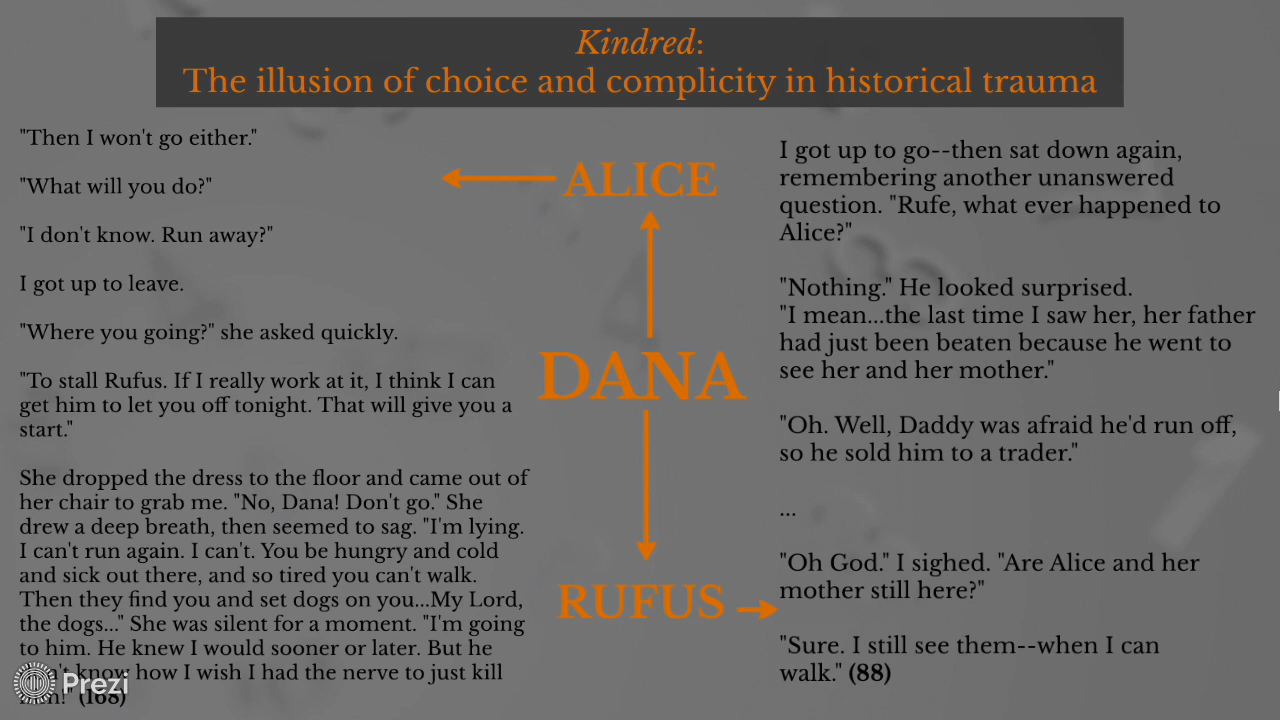 Kindred:
The illusion of choice and complicity in historical trauma
"Then I won't go either."
"What will you do?"
"I don't know. Run away?"
I got up to leave.
"Where you going?" she asked quickly.
"To stall Rufus. If I really work at it, I think I can
get him to let you off tonight. That will give you a
start."
She dropped the dress to the floor and came out of
her chair to grab me. "No, Dana! Don't go." She
drew a deep breath, then seemed to sag. "I'm lying.
I can't run again. I can't. You be hungry and cold
and sick out there, and so tired you can't walk.
Then they find you and set dogs on you...My Lord,
the dogs..." She was silent for a moment. "I'm going
to him. He knew I would sooner or later. But he
know how I wish I had the nerve to just kill
(168)
Prezi
ALICE
DANA
RUFUS
I got up to go--then sat down again,
remembering another unanswered
question. "Rufe, what ever happened to
Alice?"
"Nothing." He looked surprised.
"I mean...the last time I saw her, her father
had just been beaten because he went to
see her and her mother."
"Oh. Well, Daddy was afraid he'd run off,
so he sold him to a trader."
...
"Oh God." I sighed. "Are Alice and her
mother still here?"
"Sure. I still see them--when I can
walk." (88)